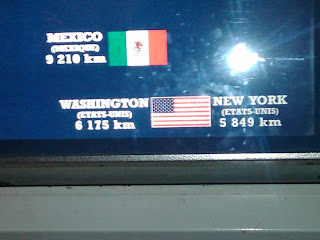 MEXICO
(MEXIQUE)
9 210 km
WASHINGTON
(ETATS-UNIS)
6 175 km
NEW YORK
(ETATS-UNIS)
5 849 km